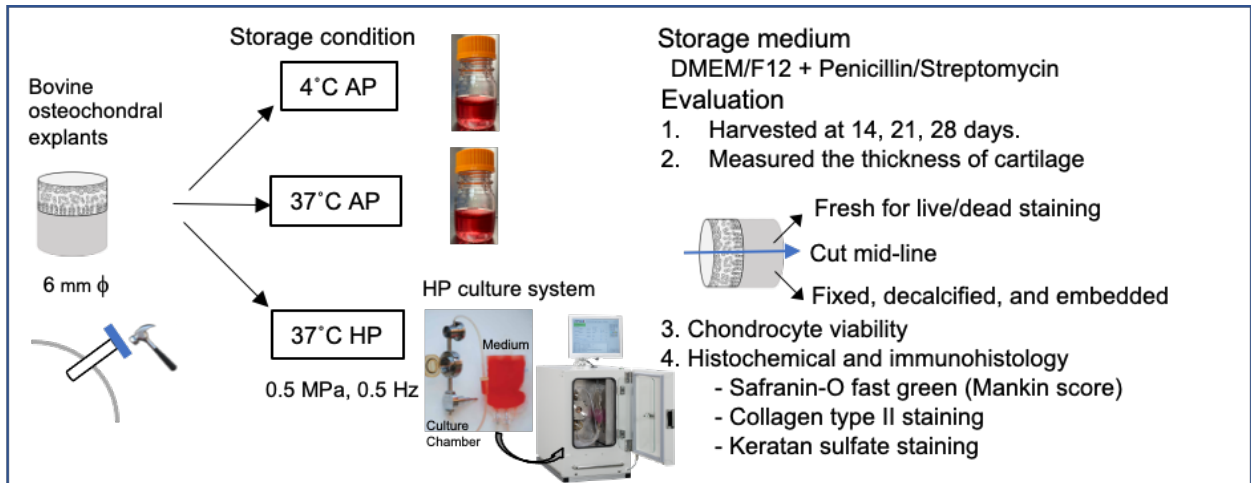 Storage condition
Bovine
osteochondral
explants
6 mm ϕ
4˚C AP
37˚C AP
37˚C HP
0.5 MPa, 0.5 Hz
HP culture system
Medium
Culture
Chamber
Storage medium
DMEM/F12 + Penicillin/Streptomycin
Evaluation
1. Harvested at 14, 21, 28 days.
2. Measured the thickness of cartilage
Fresh for live/dead staining
Cut mid-line
Fixed, decalcified, and embedded
3. Chondrocyte viability
4. Histochemical and immunohistology
- Safranin-O fast green (Mankin score)
- Collagen type II staining
- Keratan sulfate staining